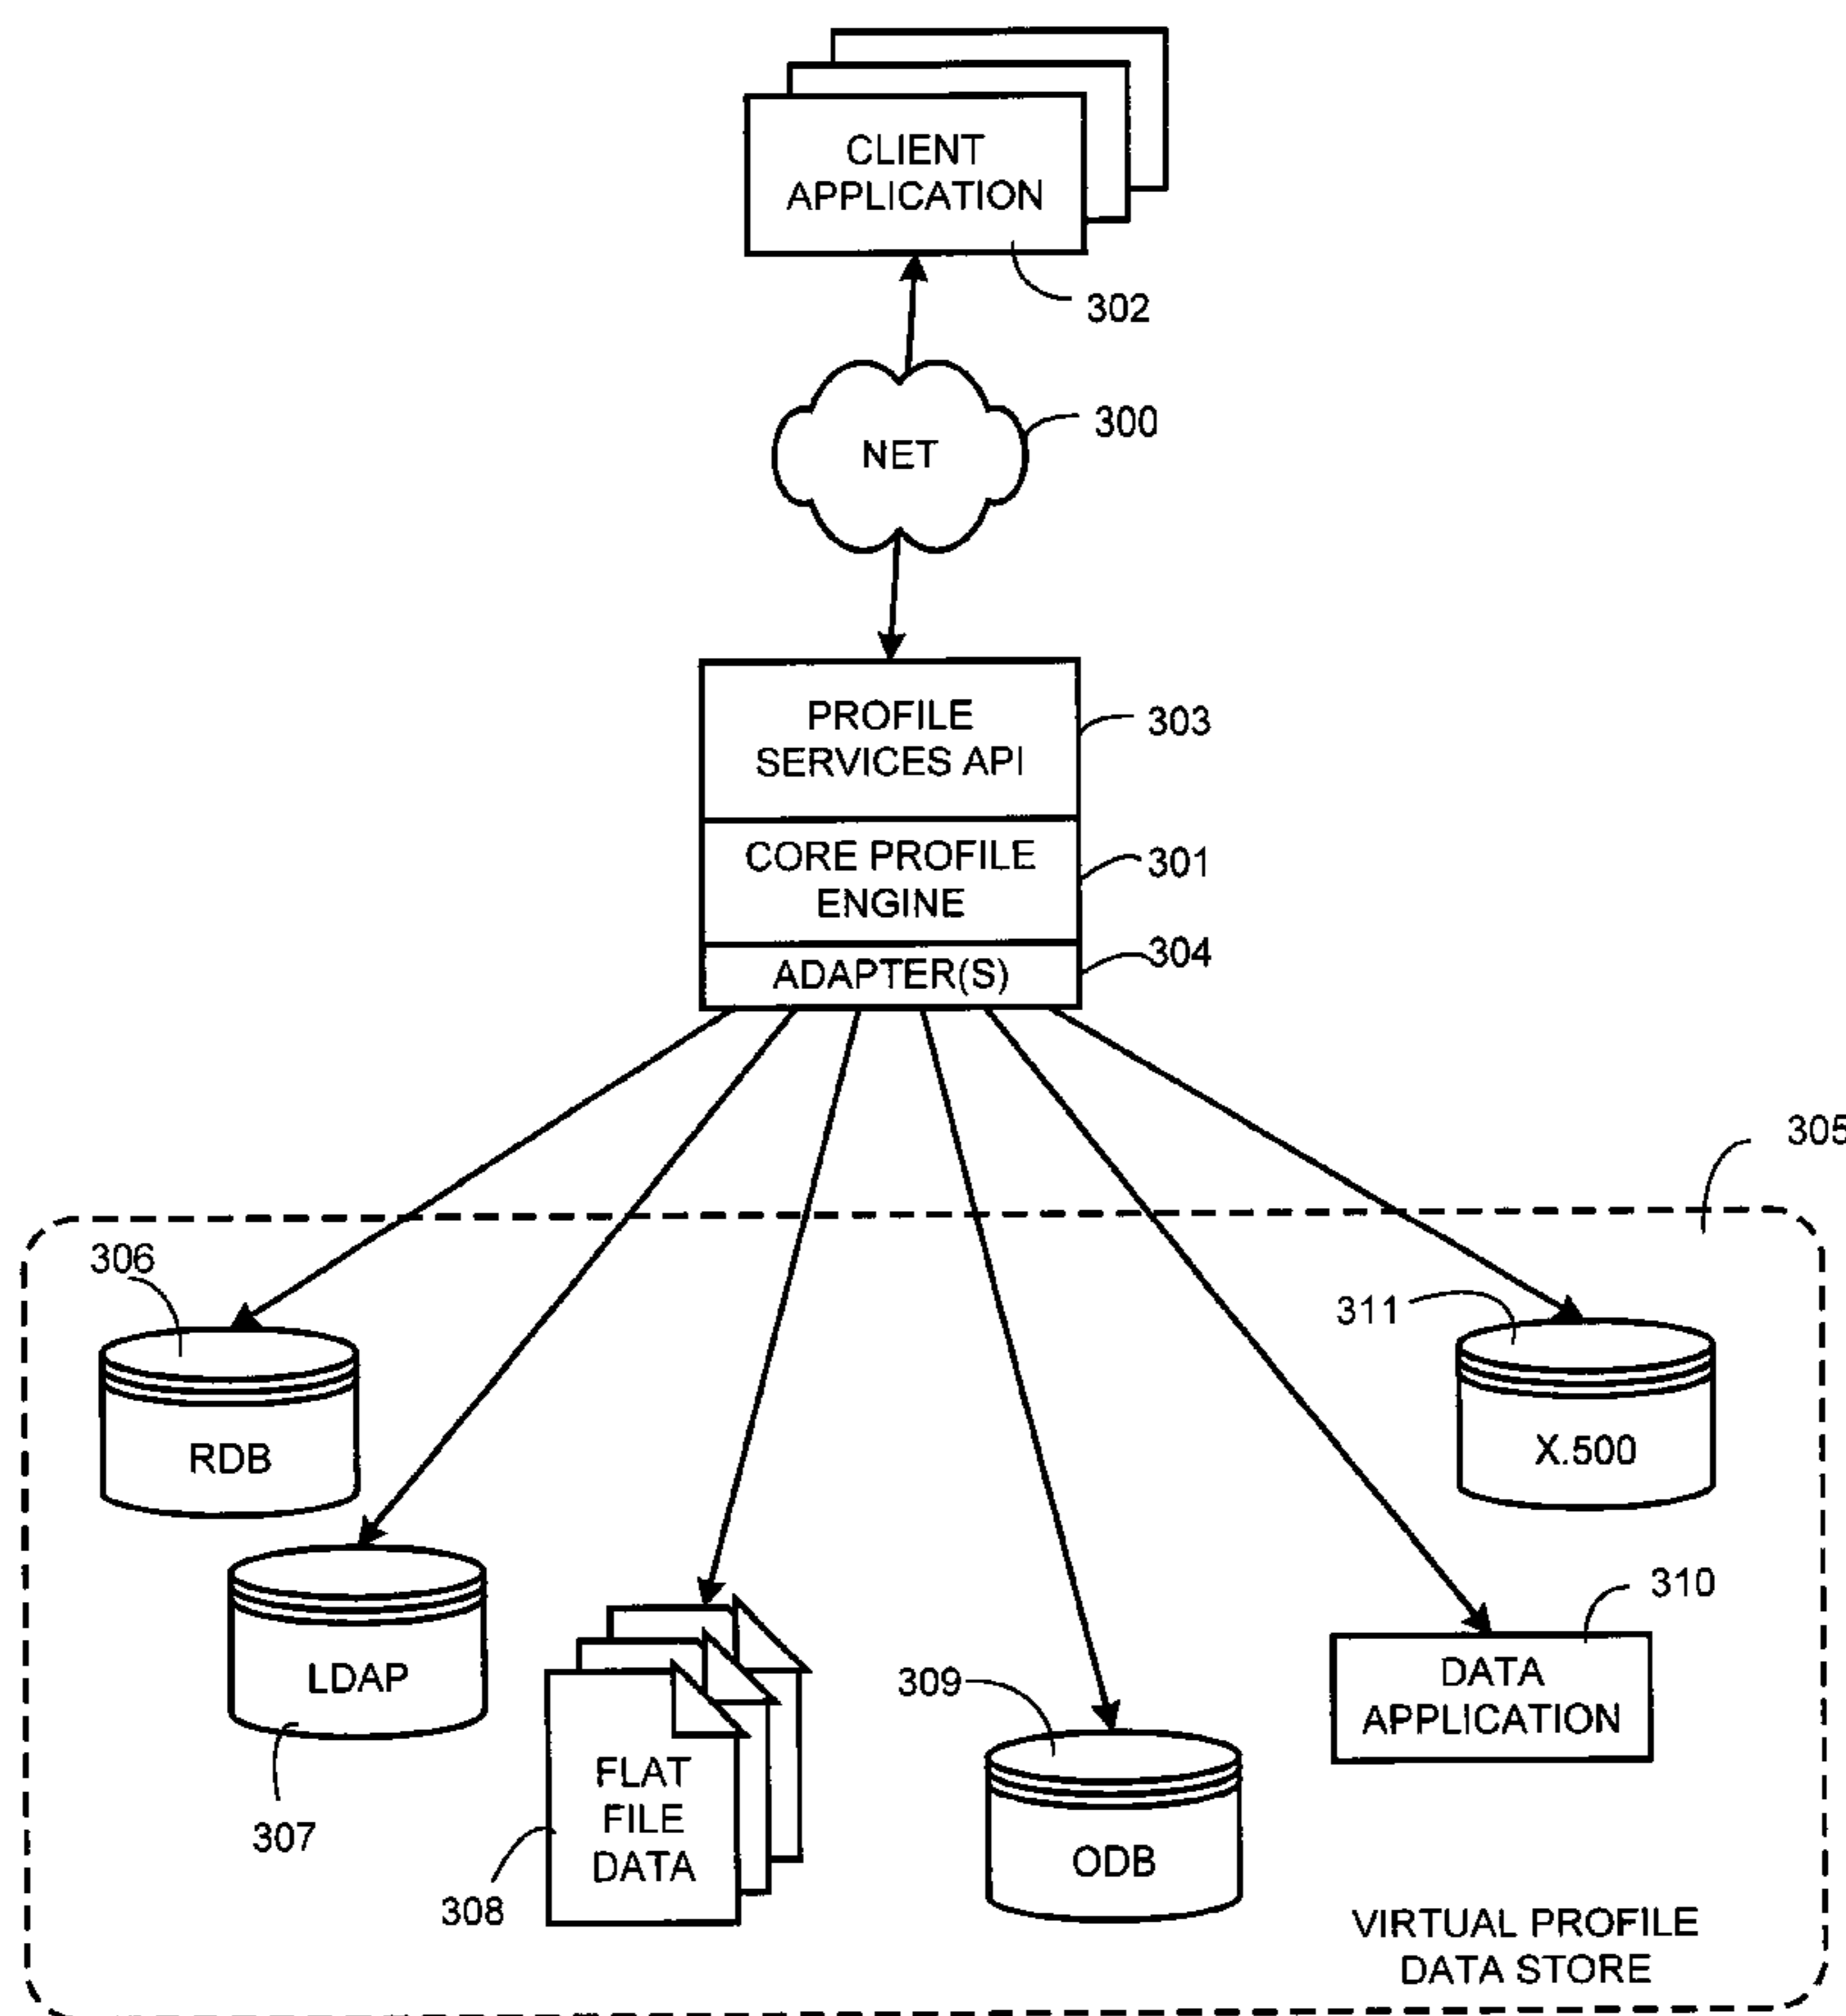 CLIENT
APPLICATION
302
300
NET
PROFILE
SERVICES API
303
CORE PROFILE
ENGINE
301
304
ADAPTER(S)
305
306
311
RDB
X.500
310
LDAP
DATA
APPLICATION
309
FLAT
FILE
DATA
307
ODB
308
VIRTUAL PROFILE
DATA STORE